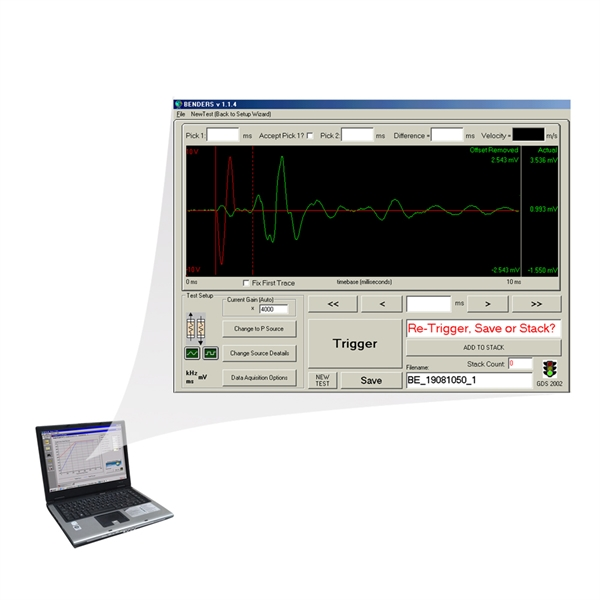 BENDERS v 1.1.4
File NewTest (Back to Setup Wizard)
Pick 1: ms Accept Pick 1? Pick 2: ms Difference = ms Velocity = m/s
10 V Offset Removed Actual
2.543 mV 3.536 mV
0.993 mV
-10 V -2.543 mV -1.550 mV
0 ms Fix First Trace timebase (milliseconds) 10 ms
Test Setup
Current Gain (Auto)
x 4000
<< < ms > >>
Change to P Source
Trigger
Re-Trigger, Save or Stack?
ADD TO STACK
Change Source Deatails
Stack Count: 0
Filename:
kHz
ms mV
Data Aquisition Options
NEW
TEST
Save
BE_19081050_1
GDS 2002